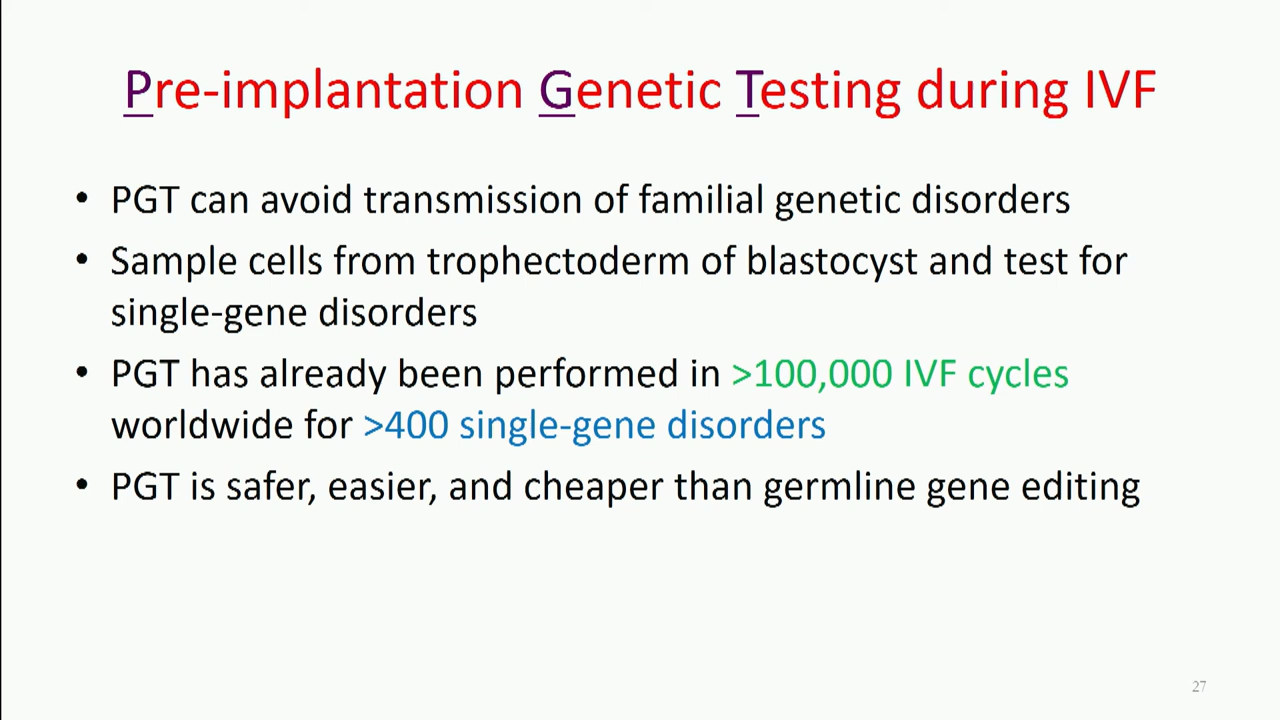 Pre-implantation Genetic Testing during IVF
• PGT can avoid transmission of familial genetic disorders
• Sample cells from trophectoderm of blastocyst and test for
single-gene disorders
• PGT has already been performed in >100,000 IVF cycles
worldwide for >400 single-gene disorders
• PGT is safer, easier, and cheaper than germline gene editing
27